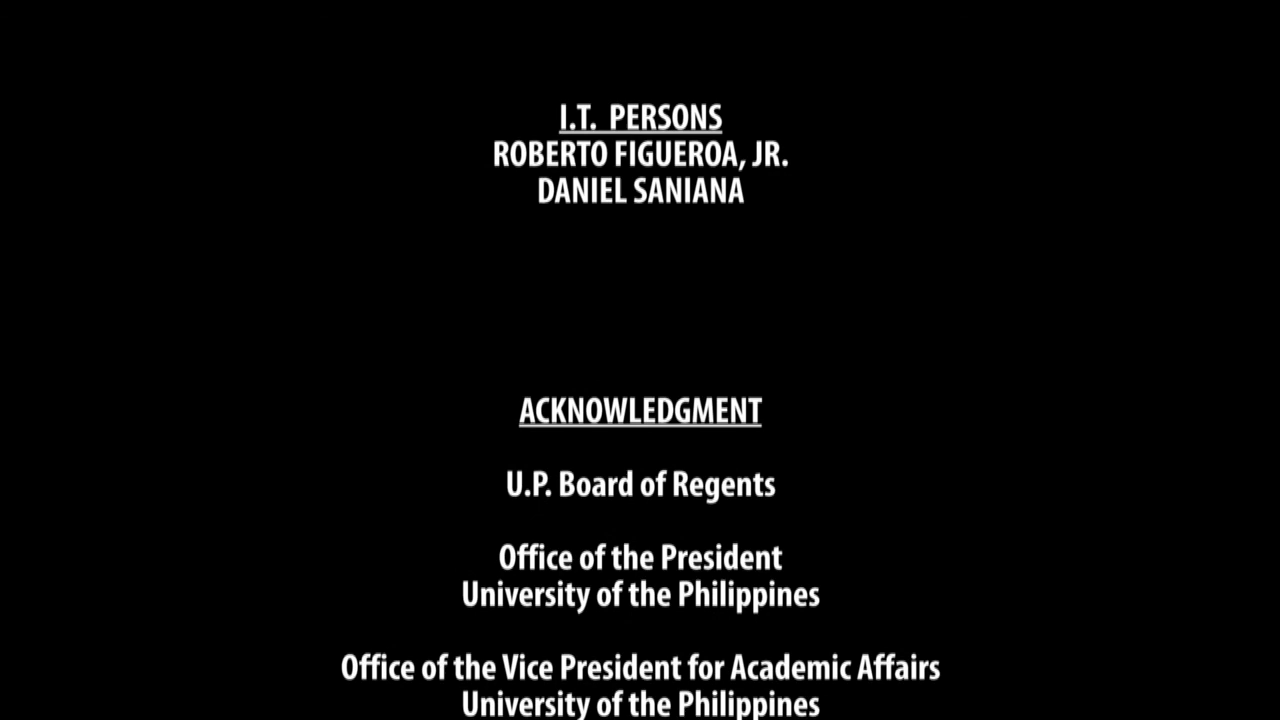 I.T. PERSONS
ROBERTO FIGUEROA, JR.
DANIEL SANIANA
ACKNOWLEDGMENT
U.P. Board of Regents
Office of the President
University of the Philippines
Office of the Vice President for Academic Affairs
University of the Philippines